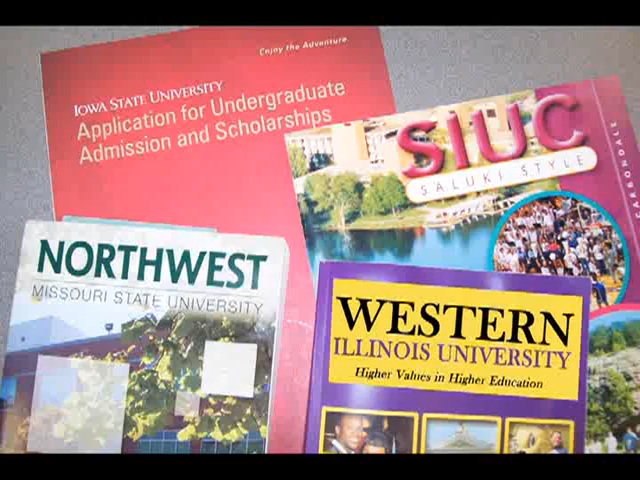 Enjoy the Adventure
IOWA STATE UNIVERSITY
Application for Undergraduate
Admission and Scholarships
SIUC
SALUKI STYLE
CARBONDALE
NORTHWEST
MISSOURI STATE UNIVERSITY
WESTERN
ILLINOIS UNIVERSITY
Higher Values in Higher Education